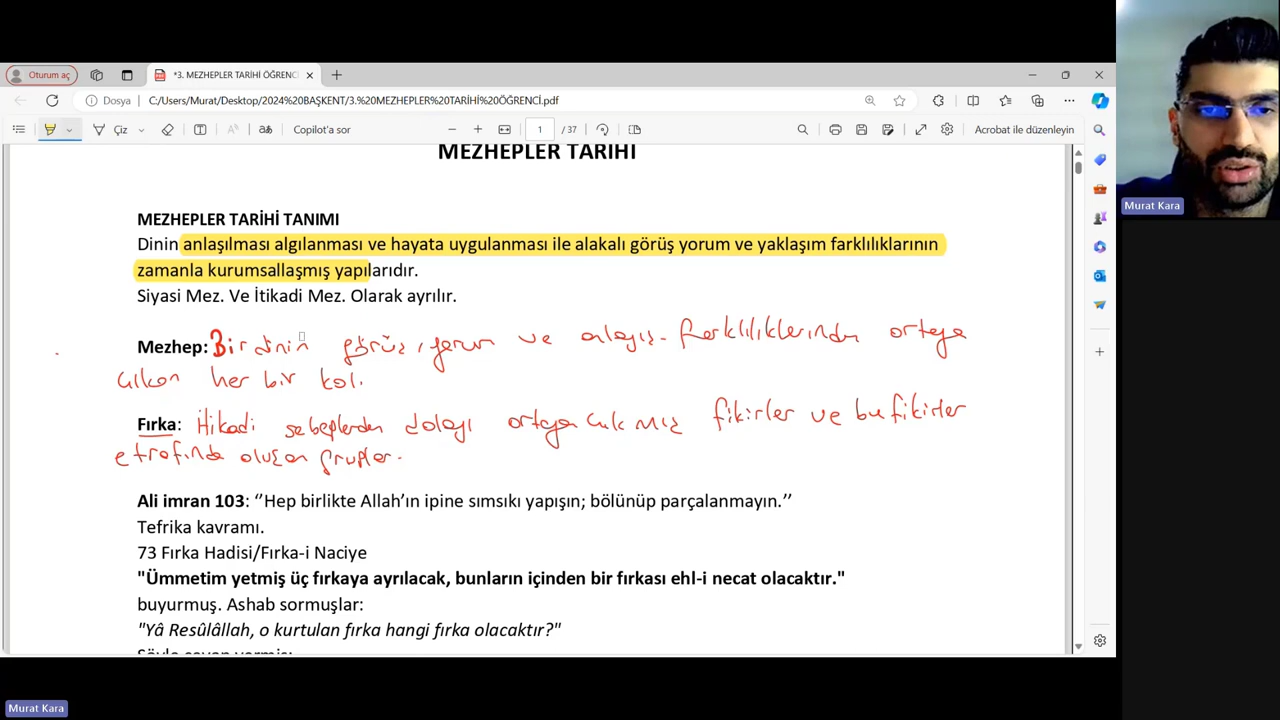 Oturum aç
*3. MEZHEPLER TARİHİ ÖĞRENCİ
Dosya C:/Users/Murat/Desktop/2024%20BAŞKENT/3.%20MEZHEPLER%20TARİHİ%20ÖĞRENCİ.pdf
Çiz Copilot'a sor 1 / 37 Acrobat ile düzenleyin
MEZHEPLER TARİHİ
MEZHEPLER TARİHİ TANIMI
Dinin anlaşılması algılanması ve hayata uygulanması ile alakalı görüş yorum ve yaklaşım farklılıklarının
zamanla kurumsallaşmış yapılarıdır.
Siyasi Mez. Ve İtikadi Mez. Olarak ayrılır.
Mezhep: Bir dinin görüş, yorum ve anlayış farklılıklarından ortaya
çıkan her bir kol.
Fırka: İtikadi sebeplerden dolayı ortaya çıkmış fikirler ve bu fikirler
etrafında oluşan gruplar.
Ali imran 103: ‘’Hep birlikte Allah’ın ipine sımsıkı yapışın; bölünüp parçalanmayın.’’
Tefrika kavramı.
73 Fırka Hadisi/Fırka-i Naciye
"Ümmetim yetmiş üç fırkaya ayrılacak, bunların içinden bir fırkası ehl-i necat olacaktır."
buyurmuş. Ashab sormuşlar:
"Yâ Resûlâllah, o kurtulan fırka hangi fırka olacaktır?"
Şöyle cevap vermiş:
Murat Kara
Murat Kara